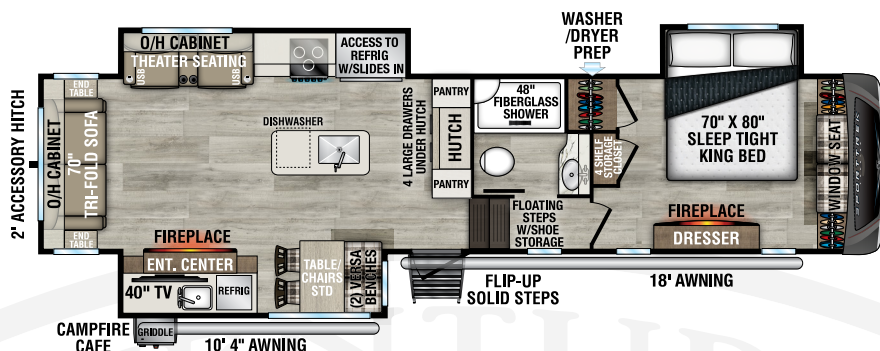 WASHER
/DRYER
PREP
O/H CABINET
THEATER SEATING
USB
USB
ACCESS TO
REFRIG
W/SLIDES IN
2" ACCESSORY HITCH
O/H CABINET
END
TABLE
70"
TRI-FOLD SOFA
END
TABLE
DISHWASHER
4 LARGE DRAWERS
UNDER HUTCH
PANTRY
HUTCH
PANTRY
48"
FIBERGLASS
SHOWER
4 SHELF
STORAGE
CLOSET
70" X 80"
SLEEP TIGHT
KING BED
WINDOW SEAT
SPORTTREK
FLOATING
STEPS
W/SHOE
STORAGE
FIREPLACE
DRESSER
FIREPLACE
ENT. CENTER
40" TV
REFRIG
TABLE/
CHAIRS
STD
(2) VERSA
BENCHES
FLIP-UP
SOLID STEPS
18' AWNING
CAMPFIRE
CAFE
GRIDDLE
10' 4" AWNING